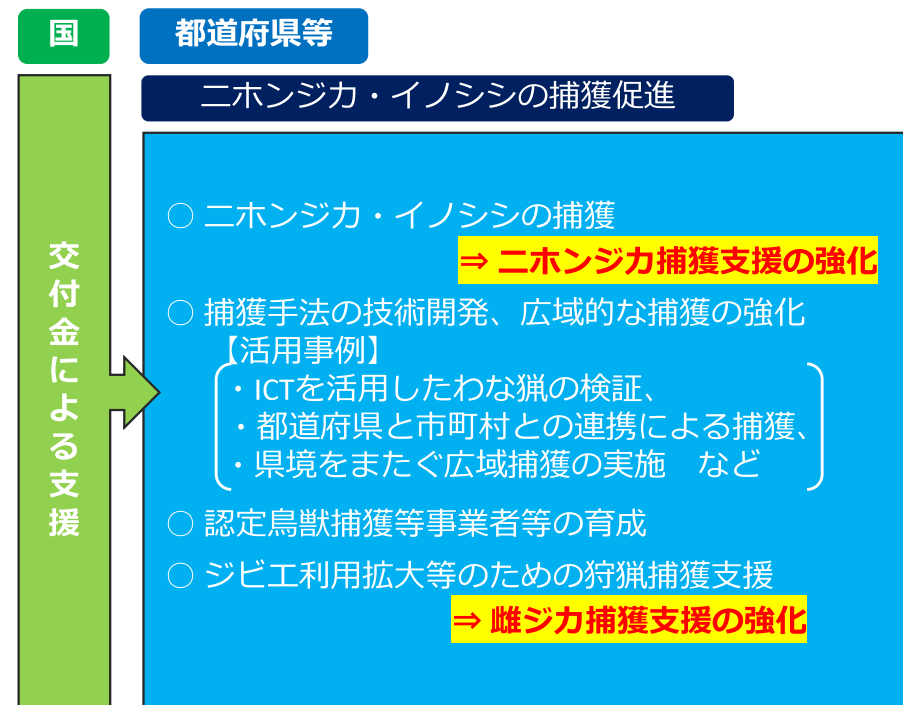 国
都道府県等
ニホンジカ・イノシシの捕獲促進
交付金による支援
○ ニホンジカ・イノシシの捕獲
⇒ ニホンジカ捕獲支援の強化
○ 捕獲手法の技術開発、広域的な捕獲の強化
【活用事例】
・ICTを活用したわな猟の検証、
・都道府県と市町村との連携による捕獲、
・県境をまたぐ広域捕獲の実施　など
○ 認定鳥獣捕獲等事業者等の育成
○ ジビエ利用拡大等のための狩猟捕獲支援
⇒ 雌ジカ捕獲支援の強化